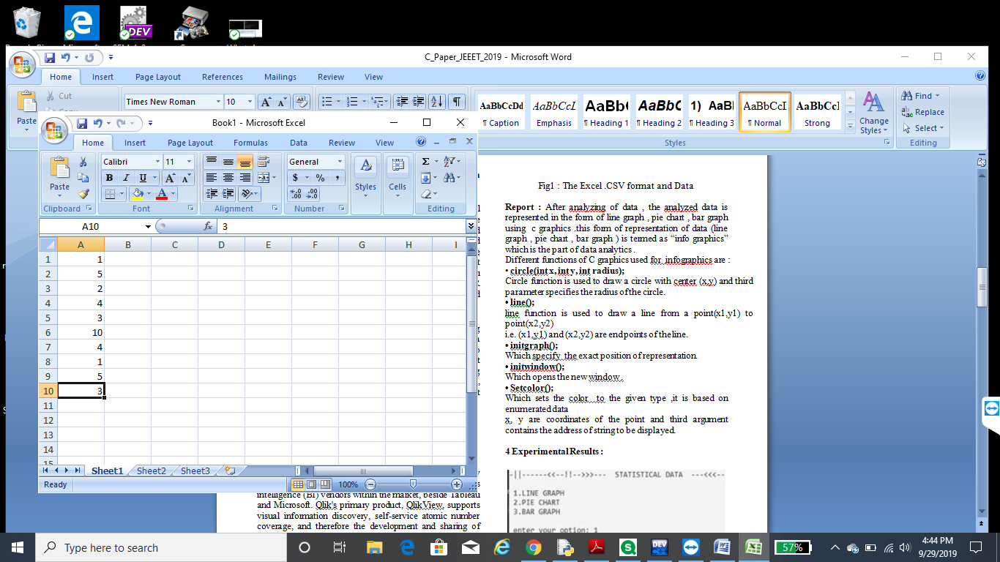 C_Paper_JEEET_2019 - Microsoft Word
Home Insert Page Layout References Mailings Review View
Cut
Paste
Times New Roman 10
AaBbCcDd AaBbCcI AaBb( AaBbC 1) AaBl AaBbCcI AaBbCcI
¶ Caption Emphasis ¶ Heading 1 ¶ Heading 2 ¶ Heading 3 ¶ Normal Strong
Change Styles
Styles
Find
Replace
Select
Editing
Book1 - Microsoft Excel
Home Insert Page Layout Formulas Data Review View
Paste
Clipboard
Calibri 11
B I U
Font
Alignment
General
$ % ,
Number
Styles
Cells
Editing
A10 fx 3
A B C D E F G H I
1 1
2 5
3 2
4 4
5 3
6 10
7 4
8 1
9 5
10 3
11
12
13
14
15
Sheet1 Sheet2 Sheet3
Ready 100%
Fig1 : The Excel .CSV format and Data
Report : After analyzing of data , the analyzed data is
represented in the form of line graph , pie chart , bar graph
using c graphics .this form of representation of data (line
graph , pie chart , bar graph ) is termed as “info graphics”
which is the part of data analytics .
Different functions of C graphics used for infographics are :
• circle(int x, int y, int radius);
Circle function is used to draw a circle with center (x,y) and third
parameter specifies the radius of the circle.
• line();
line function is used to draw a line from a point(x1,y1) to
point(x2,y2)
i.e. (x1,y1) and (x2,y2) are endpoints of the line.
• initgraph();
Which specify the exact position of representation.
• initwindow();
Which opens the new window .
• Setcolor();
Which sets the color to the given type ,it is based on
enumerated data
x, y are coordinates of the point and third argument
contains the address of string to be displayed.
4 Experimental Results :
-||------<<--!!-->>>--- STATISTICAL DATA ---<<<--
1.LINE GRAPH
2.PIE CHART
3.BAR GRAPH
enter your option: 1
intelligence (BI) vendors within the market, beside Tableau
and Microsoft. Qlik's primary product, QlikView, supports
visual information discovery, self-service atomic number
coverage, and therefore the development and sharing of
Type here to search
57%
4:44 PM
9/29/2019